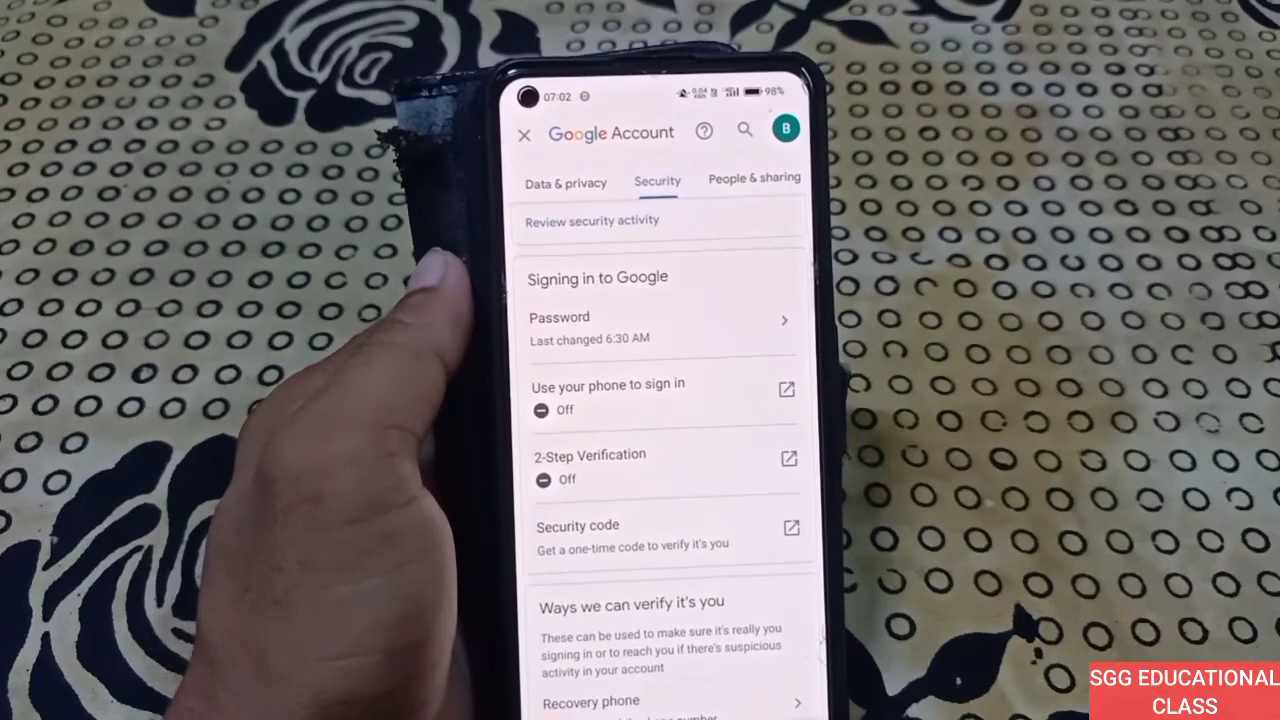 07:02
98%
Google Account
B
Data & privacy
Security
People & sharing
Review security activity
Signing in to Google
Password
Last changed 6:30 AM
Use your phone to sign in
Off
2-Step Verification
Off
Security code
Get a one-time code to verify it's you
Ways we can verify it's you
These can be used to make sure it's really you
signing in or to reach you if there's suspicious
activity in your account
Recovery phone
SGG EDUCATIONAL
CLASS